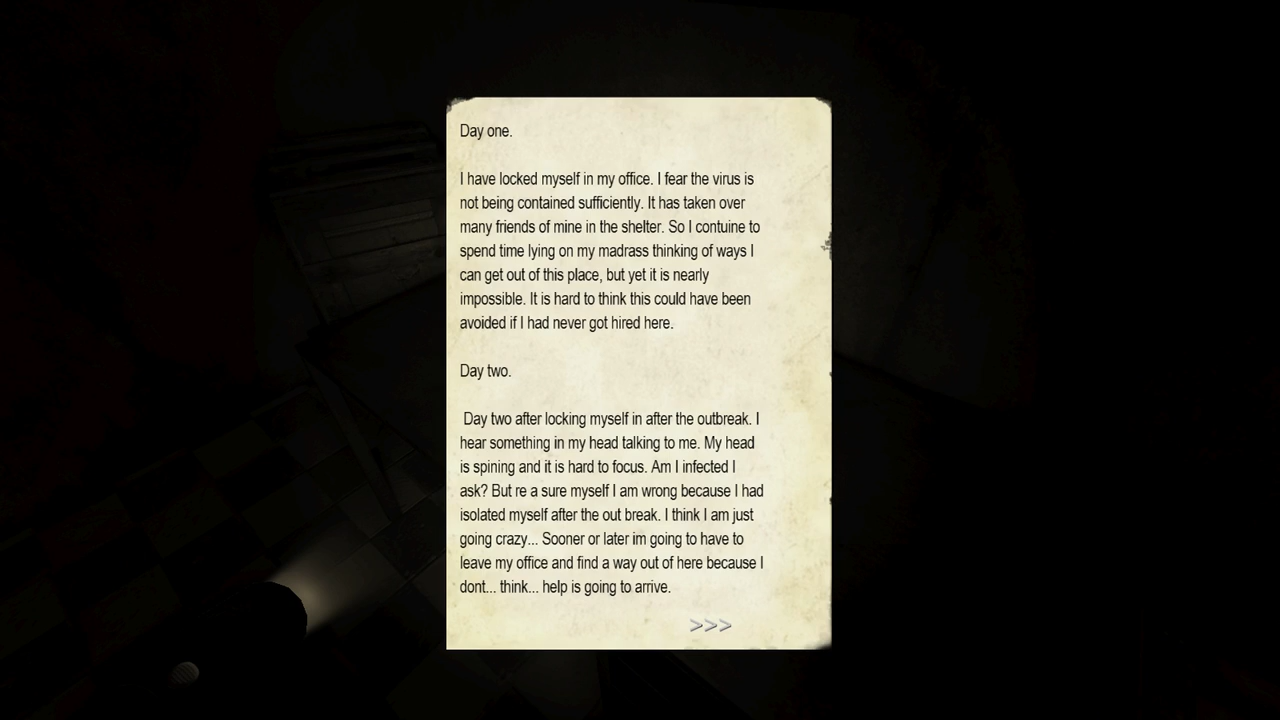 Day one.
I have locked myself in my office. I fear the virus is
not being contained sufficiently. It has taken over
many friends of mine in the shelter. So I contuine to
spend time lying on my madrass thinking of ways I
can get out of this place, but yet it is nearly
impossible. It is hard to think this could have been
avoided if I had never got hired here.
Day two.
Day two after locking myself in after the outbreak. I
hear something in my head talking to me. My head
is spining and it is hard to focus. Am I infected I
ask? But re a sure myself I am wrong because I had
isolated myself after the out break. I think I am just
going crazy... Sooner or later im going to have to
leave my office and find a way out of here because I
dont... think... help is going to arrive.
>>>